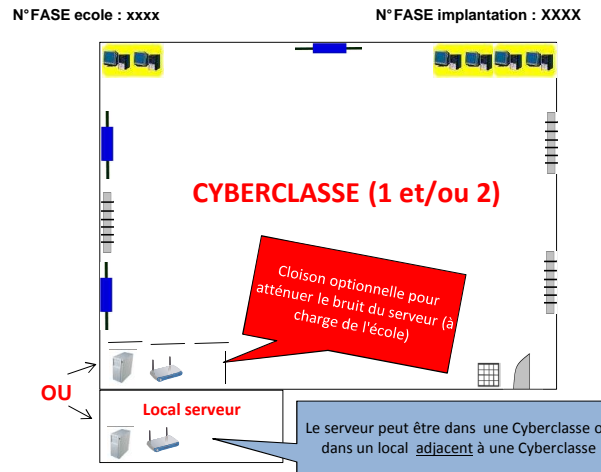 N°FASE ecole : xxxx
N°FASE implantation : XXXX
CYBERCLASSE (1 et/ou 2)
Cloison optionnelle pour
atténuer le bruit du serveur (à
charge de l'école)
OU
Local serveur
Le serveur peut être dans une Cyberclasse o
dans un local adjacent à une Cyberclasse